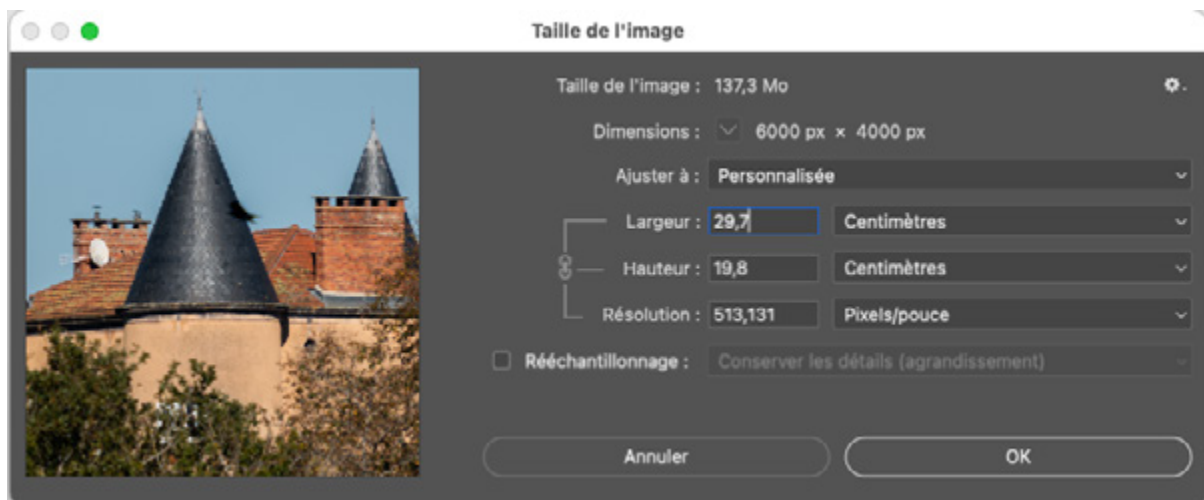 Taille de l'image
Taille de l'image : 137,3 Mo
Dimensions : 6000 px × 4000 px
Ajuster à : Personnalisée
Largeur : 29,7 Centimètres
Hauteur : 19,8 Centimètres
Résolution : 513,131 Pixels/pouce
Rééchantillonnage : Conserver les détails (agrandissement)
Annuler OK